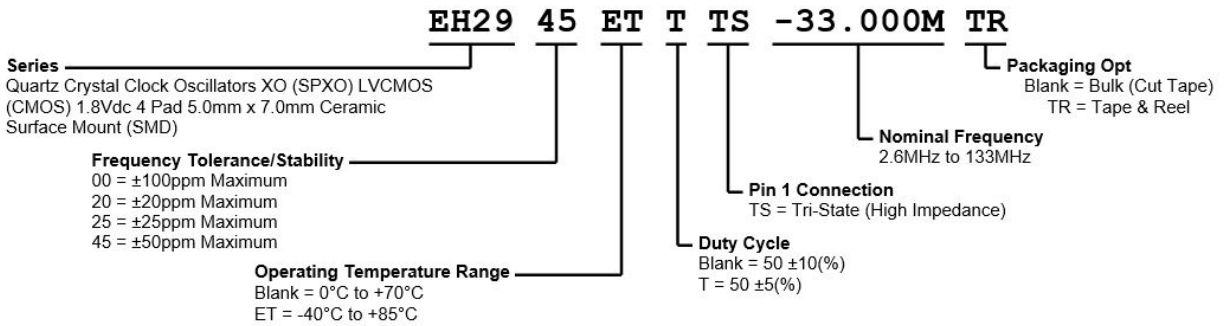 EH29 45 ET T TS -33.000M TR
Series
Quartz Crystal Clock Oscillators XO (SPXO) LVCMOS
(CMOS) 1.8Vdc 4 Pad 5.0mm x 7.0mm Ceramic
Surface Mount (SMD)
Frequency Tolerance/Stability
00 = ±100ppm Maximum
20 = ±20ppm Maximum
25 = ±25ppm Maximum
45 = ±50ppm Maximum
Operating Temperature Range
Blank = 0°C to +70°C
ET = -40°C to +85°C
Packaging Opt
Blank = Bulk (Cut Tape)
TR = Tape & Reel
Nominal Frequency
2.6MHz to 133MHz
Pin 1 Connection
TS = Tri-State (High Impedance)
Duty Cycle
Blank = 50 ±10(%)
T = 50 ±5(%)